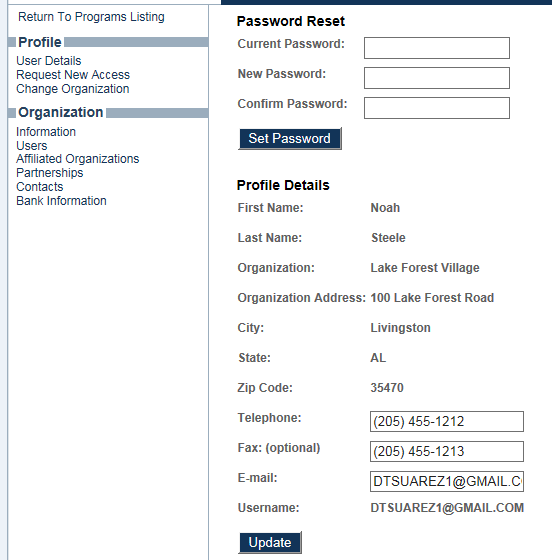 Return To Programs Listing
Profile
User Details
Request New Access
Change Organization
Organization
Information
Users
Affiliated Organizations
Partnerships
Contacts
Bank Information
Password Reset
Current Password:
New Password:
Confirm Password:
Set Password
Profile Details
First Name: Noah
Last Name: Steele
Organization: Lake Forest Village
Organization Address: 100 Lake Forest Road
City: Livingston
State: AL
Zip Code: 35470
Telephone: (205) 455-1212
Fax: (optional) (205) 455-1213
E-mail: DTSUAREZ1@GMAIL.C
Username: DTSUAREZ1@GMAIL.COM
Update